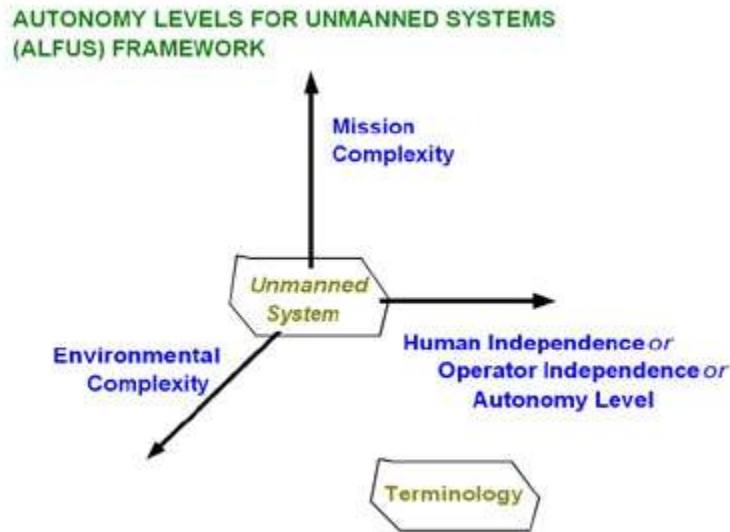 AUTONOMY LEVELS FOR UNMANNED SYSTEMS
(ALFUS) FRAMEWORK
Mission
Complexity
Unmanned
System
Environmental
Complexity
Human Independence or
Operator Independence or
Autonomy Level
Terminology